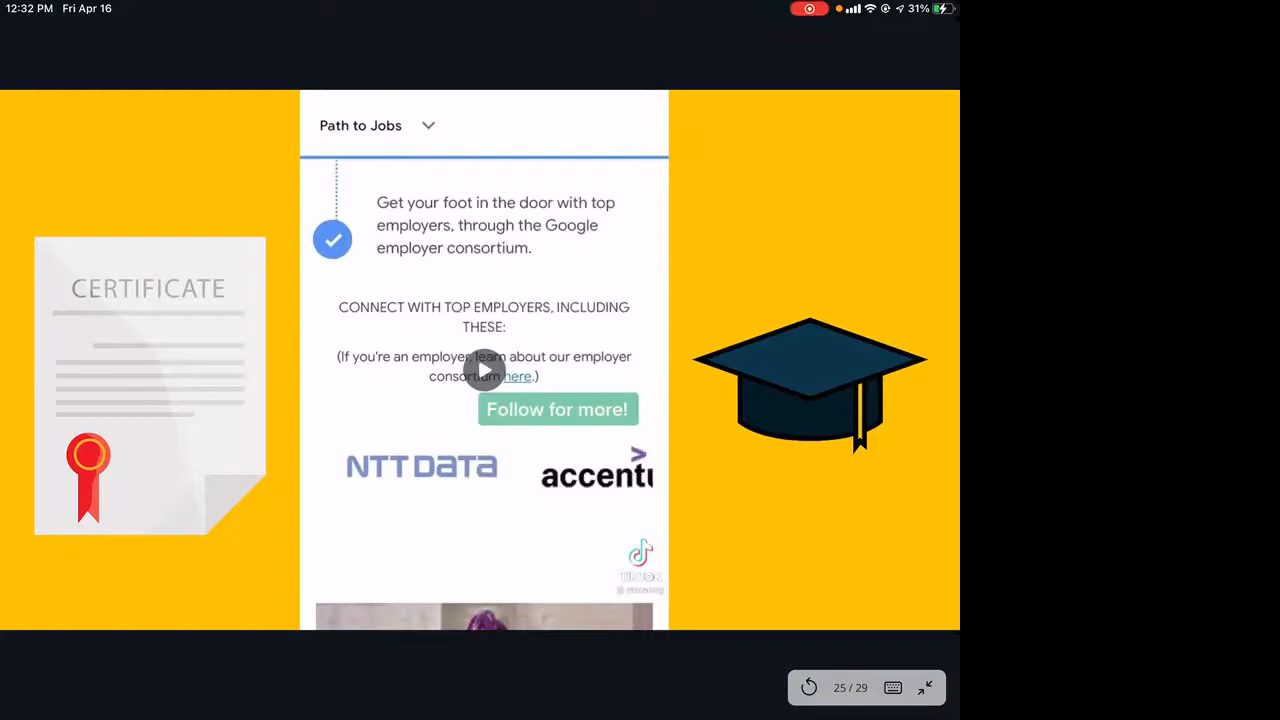 12:32 PM Fri Apr 16
31%
Path to Jobs
Get your foot in the door with top
employers, through the Google
employer consortium.
CERTIFICATE
CONNECT WITH TOP EMPLOYERS, INCLUDING
THESE:
(If you're an employer, learn about our employer
consortium here.)
Follow for more!
NTT DATA
accentu
TikTok
25 / 29